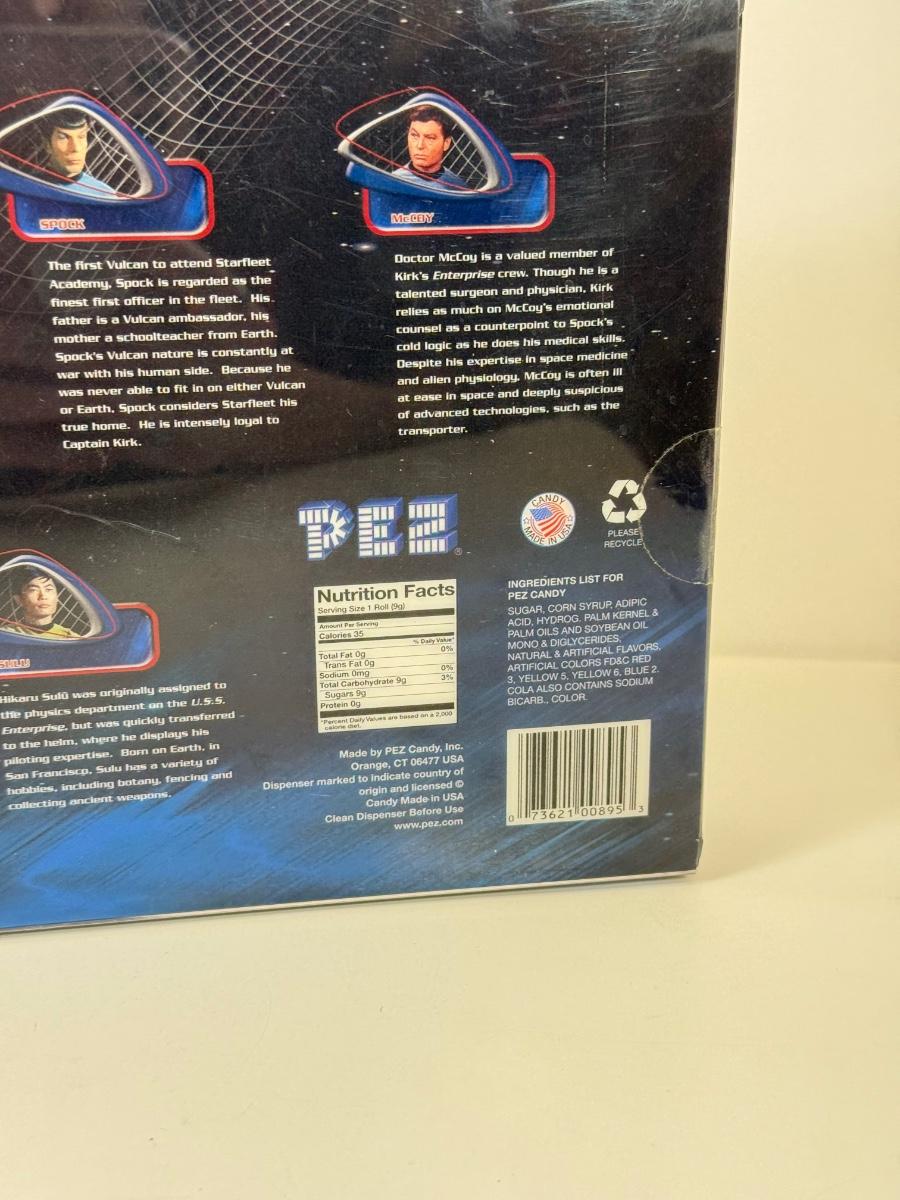 SPOCK
The first Vulcan to attend Starfleet
Academy, Spock is regarded as the
finest first officer in the fleet. His
father is a Vulcan ambassador, his
mother a schoolteacher from Earth.
Spock's Vulcan nature is constantly at
war with his human side. Because he
was never able to fit in on either Vulcan
or Earth, Spock considers Starfleet his
true home. He is intensely loyal to
Captain Kirk.
McCOY
Doctor McCoy is a valued member of
Kirk's Enterprise crew. Though he is a
talented surgeon and physician, Kirk
relies as much on McCoy's emotional
counsel as a counterpoint to Spock's
cold logic as he does his medical skills.
Despite his expertise in space medicine
and alien physiology, McCoy is often ill
at ease in space and deeply suspicious
of advanced technologies, such as the
transporter.
SULU
Hikaru Sulu was originally assigned to
the physics department on the U.S.S.
Enterprise, but was quickly transferred
to the helm, where he displays his
piloting expertise. Born on Earth, in
San Francisco, Sulu has a variety of
hobbies, including botany, fencing and
collecting ancient weapons.
PEZ®
CANDY
MADE IN USA
PLEASE
RECYCLE
Nutrition Facts
Serving Size 1 Roll (9g)
Amount Per Serving
Calories 35
% Daily Value*
Total Fat 0g 0%
Trans Fat 0g
Sodium 0mg 0%
Total Carbohydrate 9g 3%
Sugars 9g
Protein 0g
*Percent Daily Values are based on a 2,000
calorie diet.
Made by PEZ Candy, Inc.
Orange, CT 06477 USA
Dispenser marked to indicate country of
origin and licensed ©
Candy Made in USA
Clean Dispenser Before Use
www.pez.com
INGREDIENTS LIST FOR
PEZ CANDY
SUGAR, CORN SYRUP, ADIPIC
ACID, HYDROG. PALM KERNEL &
PALM OILS AND SOYBEAN OIL
MONO & DIGLYCERIDES,
NATURAL & ARTIFICIAL FLAVORS,
ARTIFICIAL COLORS FD&C RED
3, YELLOW 5, YELLOW 6, BLUE 2.
COLA ALSO CONTAINS SODIUM
BICARB., COLOR.
0 73621 00895 3